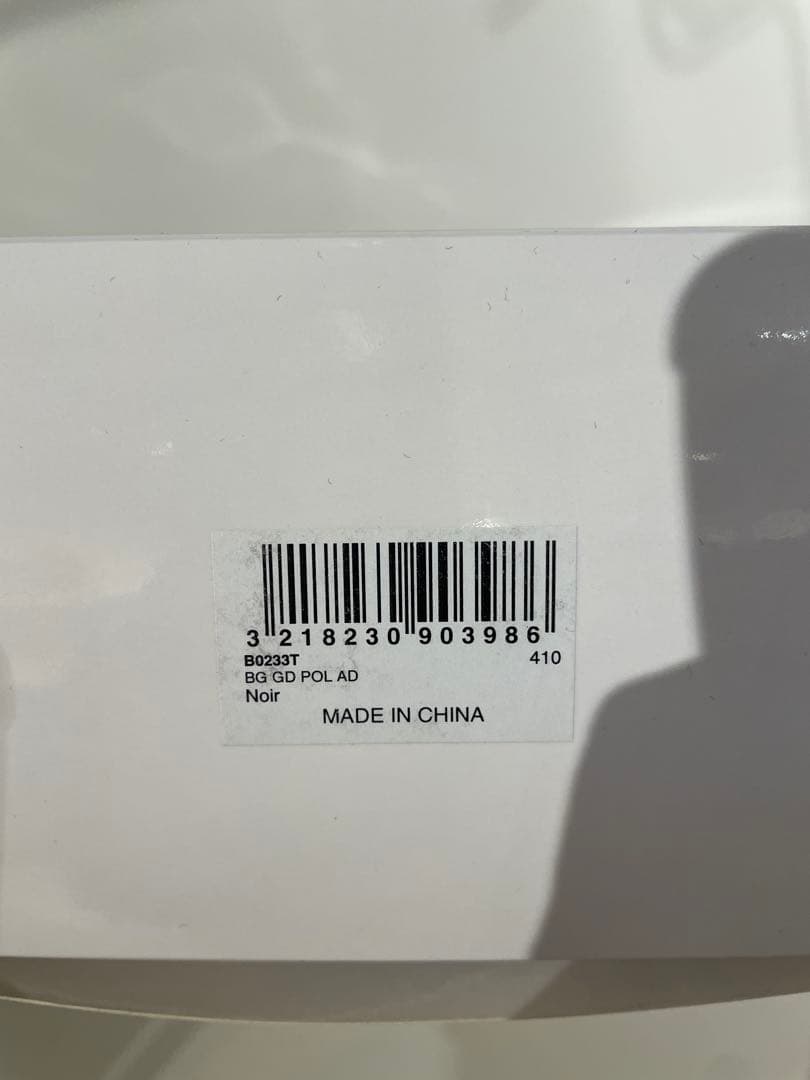 3 218230 903986
B0233T 410
BG GD POL AD
Noir
MADE IN CHINA